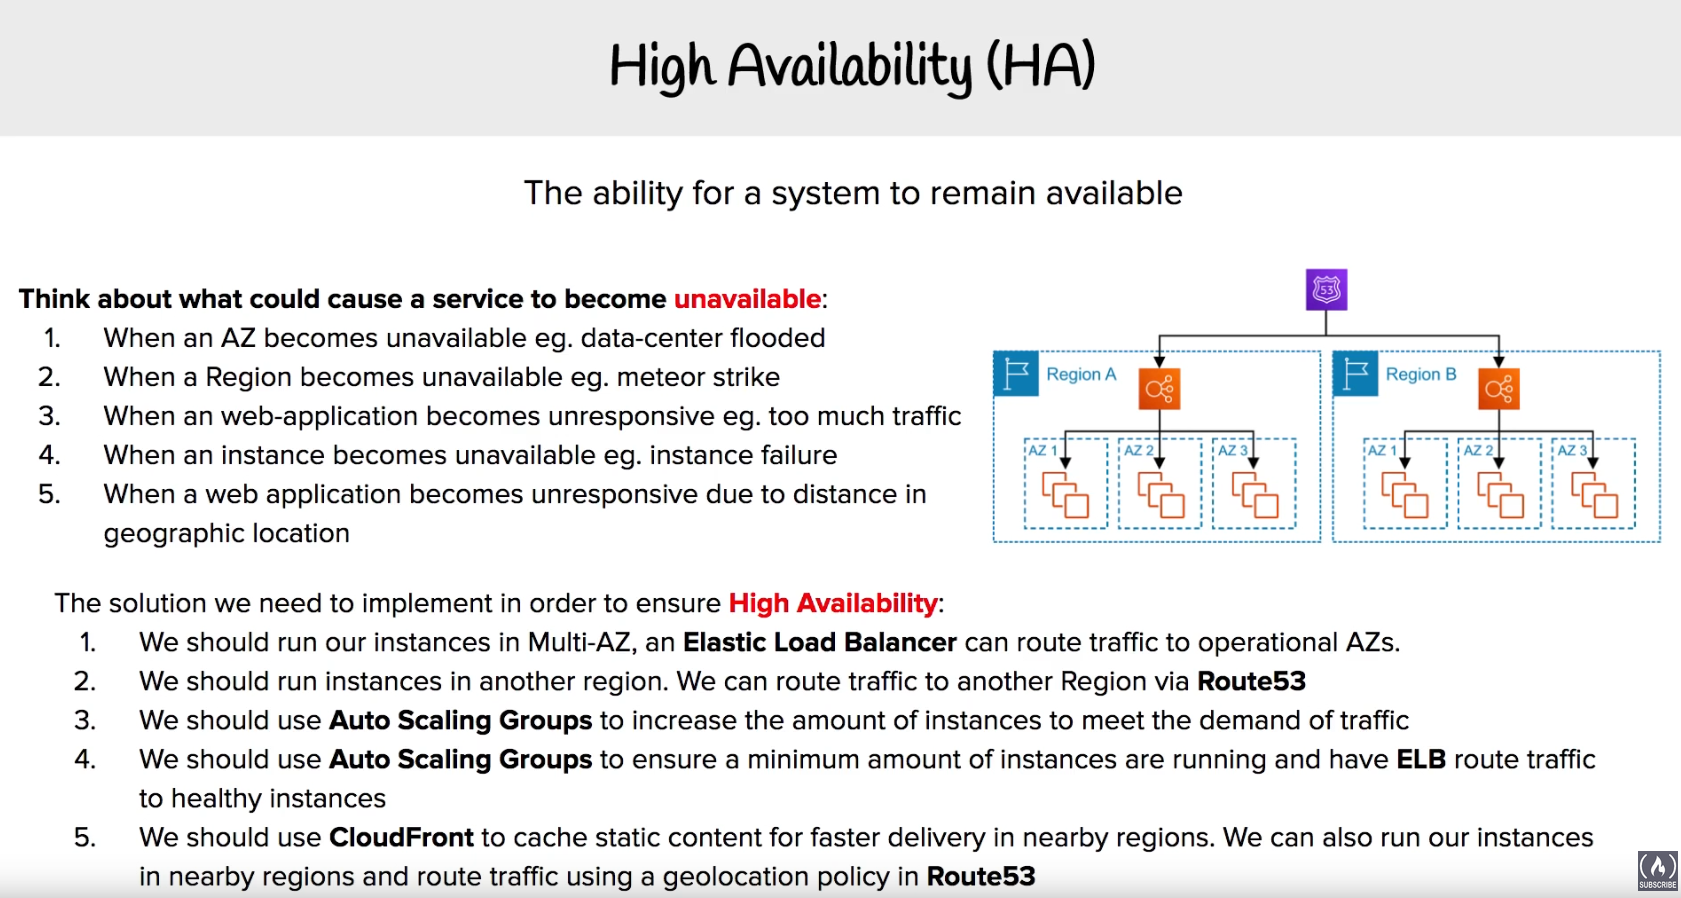 High Availability (HA)
The ability for a system to remain available
Think about what could cause a service to become unavailable:
1. When an AZ becomes unavailable eg. data-center flooded
2. When a Region becomes unavailable eg. meteor strike
3. When an web-application becomes unresponsive eg. too much traffic
4. When an instance becomes unavailable eg. instance failure
5. When a web application becomes unresponsive due to distance in
geographic location
53
Region A
AZ 1
AZ 2
AZ 3
Region B
AZ 1
AZ 2
AZ 3
The solution we need to implement in order to ensure High Availability:
1. We should run our instances in Multi-AZ, an Elastic Load Balancer can route traffic to operational AZs.
2. We should run instances in another region. We can route traffic to another Region via Route53
3. We should use Auto Scaling Groups to increase the amount of instances to meet the demand of traffic
4. We should use Auto Scaling Groups to ensure a minimum amount of instances are running and have ELB route traffic
to healthy instances
5. We should use CloudFront to cache static content for faster delivery in nearby regions. We can also run our instances
in nearby regions and route traffic using a geolocation policy in Route53
SUBSCRIBE